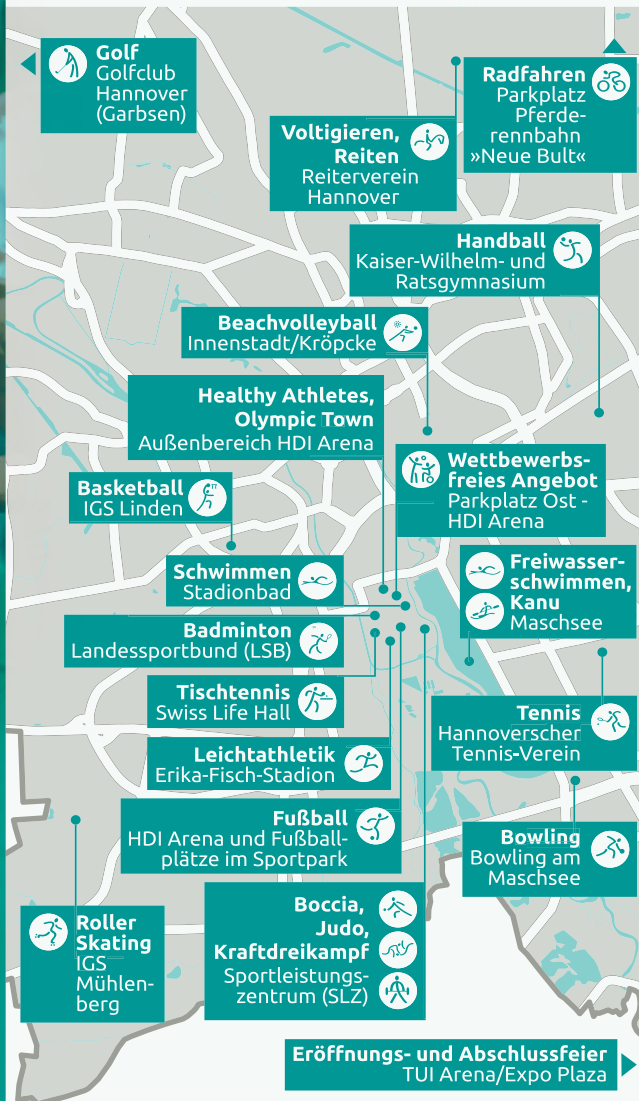 Golf
Golfclub
Hannover
(Garbsen)
Radfahren
Parkplatz
Pferde-
rennbahn
»Neue Bult«
Voltigieren,
Reiten
Reiterverein
Hannover
Handball
Kaiser-Wilhelm- und
Ratsgymnasium
Beachvolleyball
Innenstadt/Kröpcke
Healthy Athletes,
Olympic Town
Außenbereich HDI Arena
Wettbewerbs-
freies Angebot
Parkplatz Ost -
HDI Arena
Basketball
IGS Linden
Schwimmen
Stadionbad
Freiwasser-
schwimmen,
Kanu
Maschsee
Badminton
Landessportbund (LSB)
Tischtennis
Swiss Life Hall
Tennis
Hannoverscher
Tennis-Verein
Leichtathletik
Erika-Fisch-Stadion
Fußball
HDI Arena und Fußball-
plätze im Sportpark
Bowling
Bowling am
Maschsee
Boccia,
Judo,
Kraftdreikampf
Sportleistungs-
zentrum (SLZ)
Roller
Skating
IGS
Mühlen-
berg
Eröffnungs- und Abschlussfeier
TUI Arena/Expo Plaza